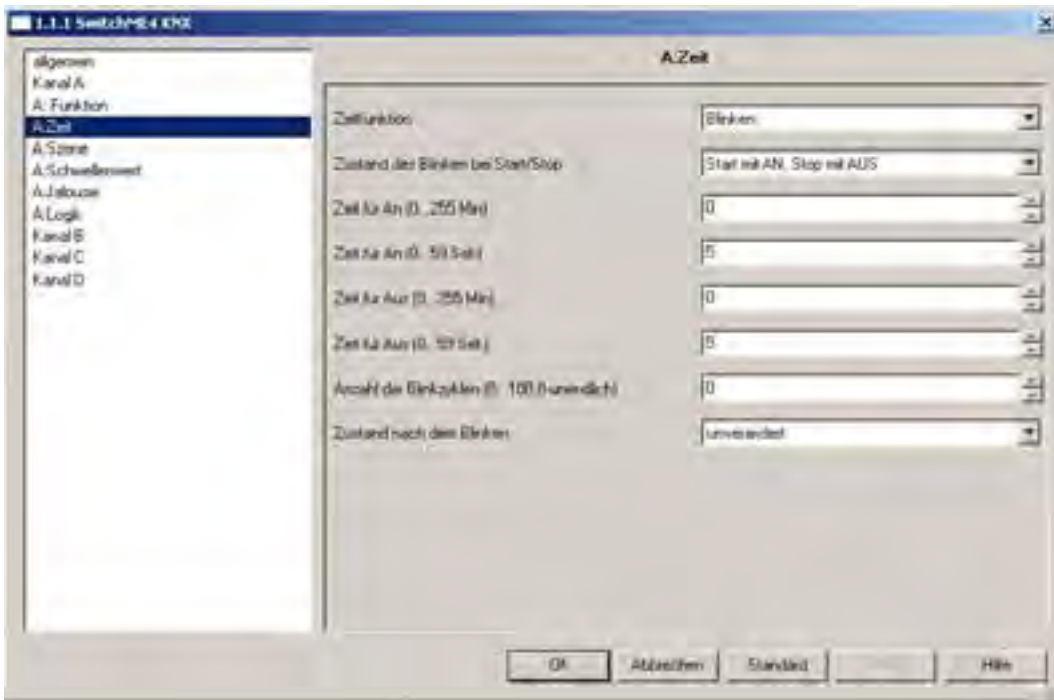 1.1.1 SwitchME4 KNX
allgemein
Kanal A
A: Funktion
A:Zeit
A:Szene
A:Schwellenwert
A:Jalousie
A:Logik
Kanal B
Kanal C
Kanal D
A:Zeit
Zeitfunktion
Blinken
Zustand des Blinken bei Start/Stop
Start mit AN, Stop mit AUS
Zeit für An (0...255 Min)
0
Zeit für An (0.. 59 Sek)
5
Zeit für Aus (0...255 Min)
0
Zeit für Aus (0.. 59 Sek)
5
Anzahl der Blinkzyklen (0.. 100,0=unendlich)
0
Zustand nach dem Blinken
unverändert
OK
Abbrechen
Standard
Hilfe